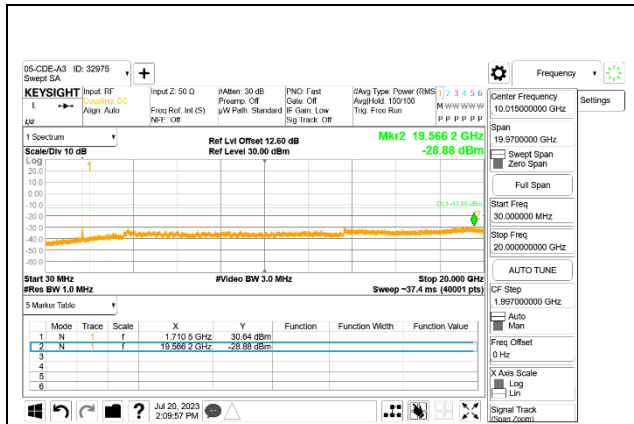 05-CDE-A3 ID: 32975
Swept SA
Frequency
KEYSIGHT
L
Input: RF
Coupling: DC
Align: Auto
Input Z: 50 Ω
Freq Ref: Int (S)
NFE: Off
#Atten: 30 dB
Preamp: Off
µW Path: Standard
PNO: Fast
Gate: Off
IF Gain: Low
Sig Track: Off
#Avg Type: Power (RMS
Avg|Hold: 100/100
Trig: Free Run
1 2 3 4 5 6
M W W W W W
P P P P P P
1 Spectrum
Scale/Div 10 dB
Ref Lvl Offset 12.60 dB
Ref Level 30.00 dBm
Mkr2 19.566 2 GHz
-28.88 dBm
Log
20.0
10.0
0.00
-10.0
-20.0
-30.0
-40.0
-50.0
-60.0
1
DL1 -13.00 dBm
2
Start 30 MHz
#Res BW 1.0 MHz
#Video BW 3.0 MHz
Stop 20.000 GHz
Sweep ~37.4 ms (40001 pts)
5 Marker Table
Mode Trace Scale X Y Function Function Width Function Value
1 N 1 f 1.710 5 GHz 30.64 dBm
2 N 1 f 19.566 2 GHz -28.88 dBm
3
4
5
6
Jul 20, 2023
2:09:57 PM
Center Frequency
10.015000000 GHz
Settings
Span
19.9700000 GHz
Swept Span
Zero Span
Full Span
Start Freq
30.000000 MHz
Stop Freq
20.000000000 GHz
AUTO TUNE
CF Step
1.997000000 GHz
Auto
Man
Freq Offset
0 Hz
X Axis Scale
Log
Lin
Signal Track
(Span Zoom)